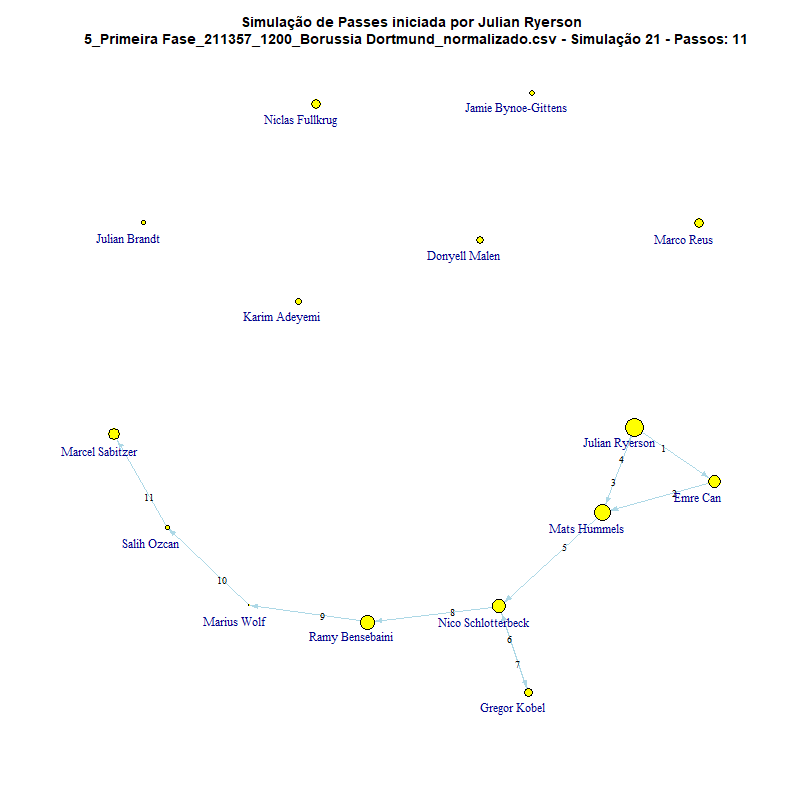 Simulação de Passes iniciada por Julian Ryerson
5_Primeira Fase_211357_1200_Borussia Dortmund_normalizado.csv - Simulação 21 - Passos: 11
Jamie Bynoe-Gittens
Niclas Fullkrug
Julian Brandt
Marco Reus
Donyell Malen
Karim Adeyemi
Julian Ryerson
1
Marcel Sabitzer
4
3
2
Emre Can
11
Mats Hummels
Salih Ozcan
5
10
8
9
Marius Wolf
Nico Schlotterbeck
Ramy Bensebaini
6
7
Gregor Kobel